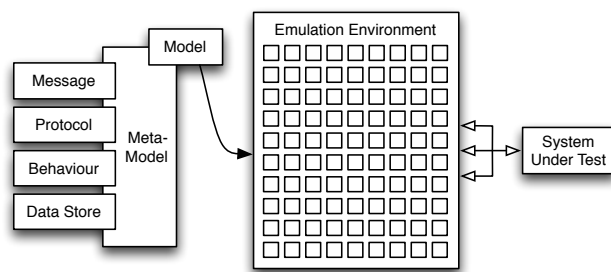 Model
Message
Protocol
Behaviour
Data Store
Meta-
Model
Emulation Environment
System
Under Test